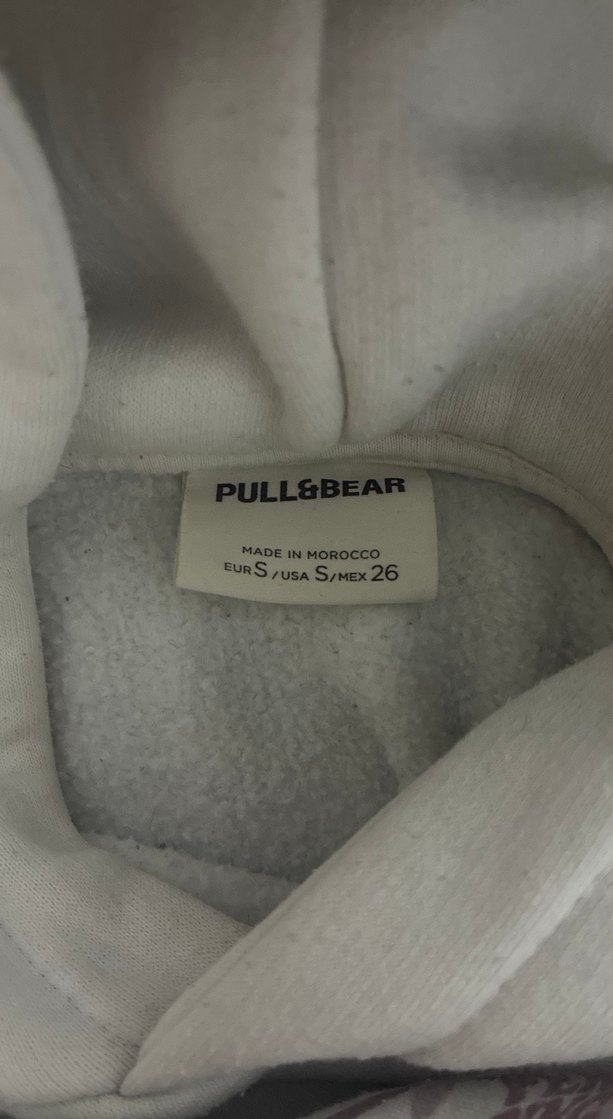 PULL&BEAR
MADE IN MOROCCO
EUR S / USA S / MEX 26